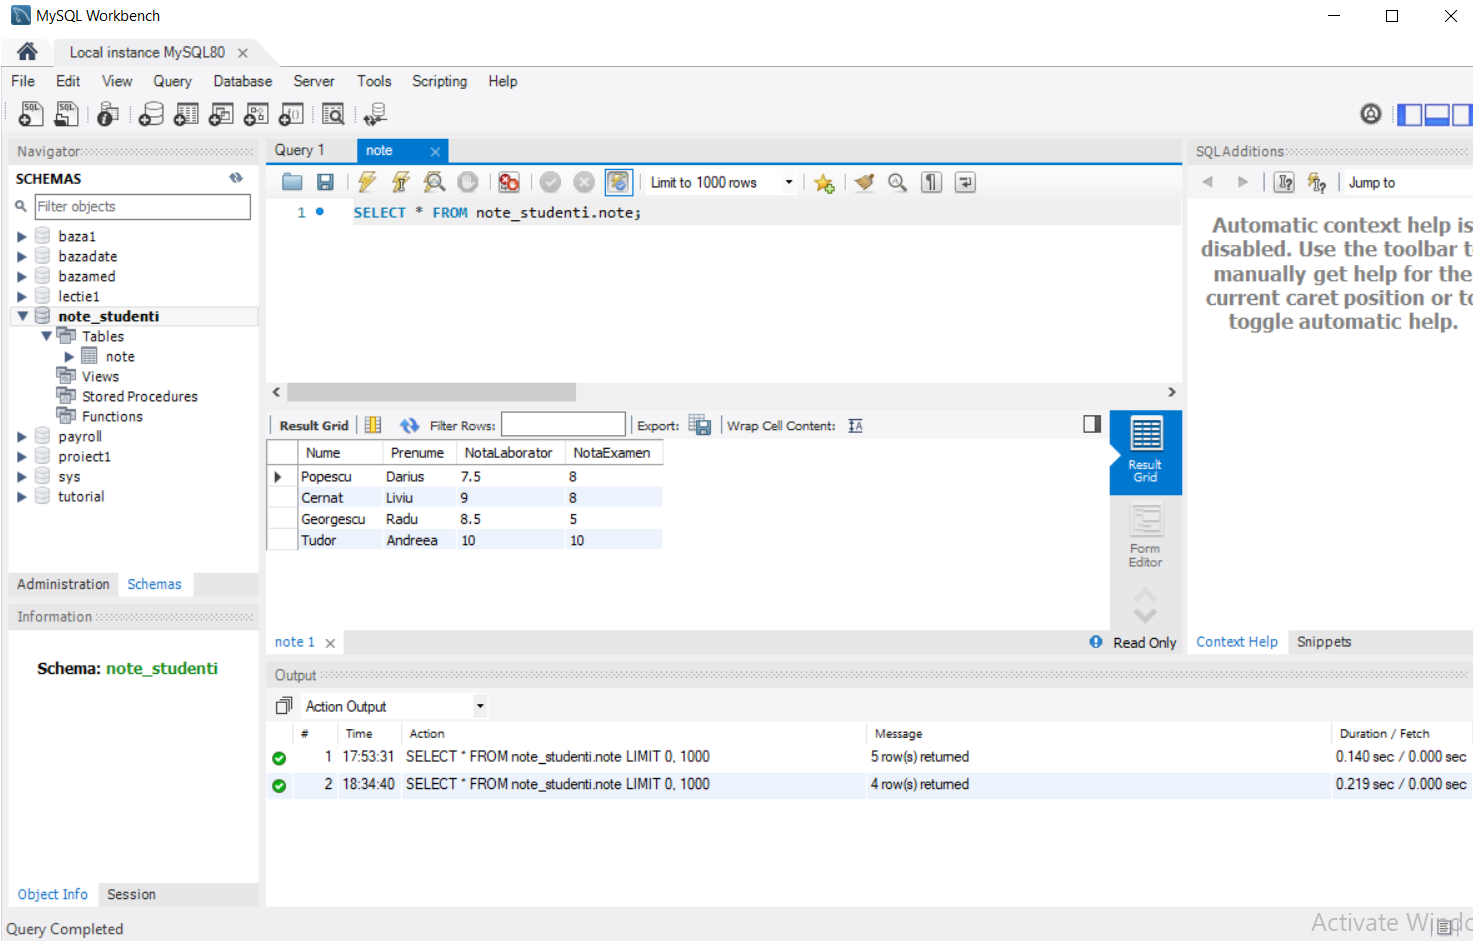 MySQL Workbench
Local instance MySQL80
File Edit View Query Database Server Tools Scripting Help
Navigator
SCHEMAS
Filter objects
baza1
bazadate
bazamed
lectie1
note_studenti
Tables
note
Views
Stored Procedures
Functions
payroll
proiect1
sys
tutorial
Administration Schemas
Information
Schema: note_studenti
Object Info Session
Query 1 note
Limit to 1000 rows
1 SELECT * FROM note_studenti.note;
Result Grid Filter Rows: Export: Wrap Cell Content:
Nume Prenume NotaLaborator NotaExamen
Popescu Darius 7.5 8
Cernat Liviu 9 8
Georgescu Radu 8.5 5
Tudor Andreea 10 10
Result
Grid
Form
Editor
note 1 Read Only
SQLAdditions
Jump to
Automatic context help is
disabled. Use the toolbar t
manually get help for the
current caret position or to
toggle automatic help.
Context Help Snippets
Output
Action Output
# Time Action Message Duration / Fetch
1 17:53:31 SELECT * FROM note_studenti.note LIMIT 0, 1000 5 row(s) returned 0.140 sec / 0.000 sec
2 18:34:40 SELECT * FROM note_studenti.note LIMIT 0, 1000 4 row(s) returned 0.219 sec / 0.000 sec
Query Completed
Activate Windo